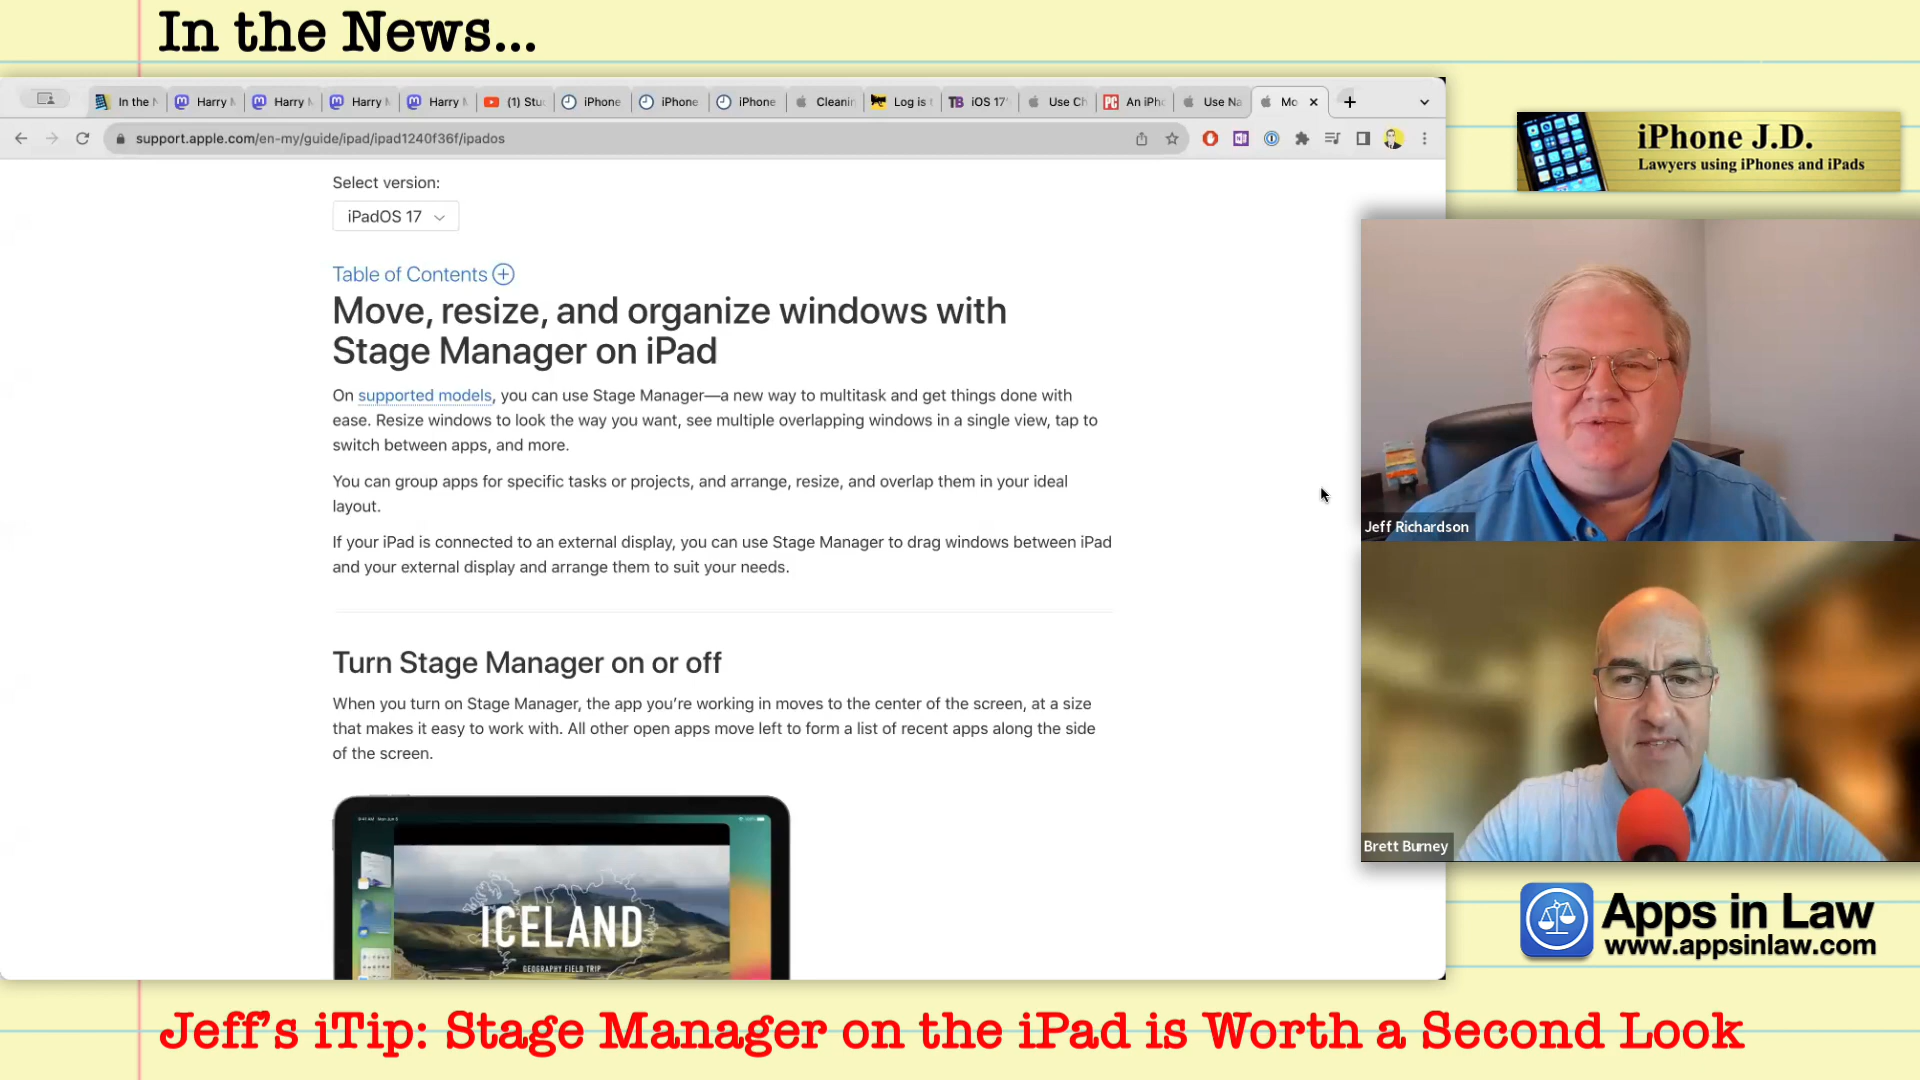 In the News...
In the N
Harry M
Harry M
Harry M
Harry M
(1) Stu
iPhone
iPhone
iPhone
Cleanin
Log is t
TB
iOS 17'
Use Ch
PC
An iPho
Use Na
Mo
support.apple.com/en-my/guide/ipad/ipad1240f36f/ipados
Select version:
iPadOS 17
Table of Contents
Move, resize, and organize windows with
Stage Manager on iPad
On supported models, you can use Stage Manager—a new way to multitask and get things done with
ease. Resize windows to look the way you want, see multiple overlapping windows in a single view, tap to
switch between apps, and more.
You can group apps for specific tasks or projects, and arrange, resize, and overlap them in your ideal
layout.
If your iPad is connected to an external display, you can use Stage Manager to drag windows between iPad
and your external display and arrange them to suit your needs.
Turn Stage Manager on or off
When you turn on Stage Manager, the app you’re working in moves to the center of the screen, at a size
that makes it easy to work with. All other open apps move left to form a list of recent apps along the side
of the screen.
ICELAND
GEOGRAPHY FIELD TRIP
iPhone J.D.
Lawyers using iPhones and iPads
Jeff Richardson
Brett Burney
Apps in Law
www.appsinlaw.com
Jeff’s iTip: Stage Manager on the iPad is Worth a Second Look